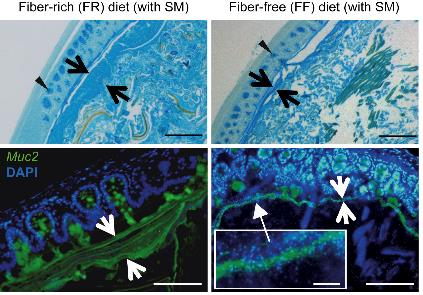 Fiber-rich (FR) diet (with SM)
Fiber-free (FF) diet (with SM)
Muc2
DAPI